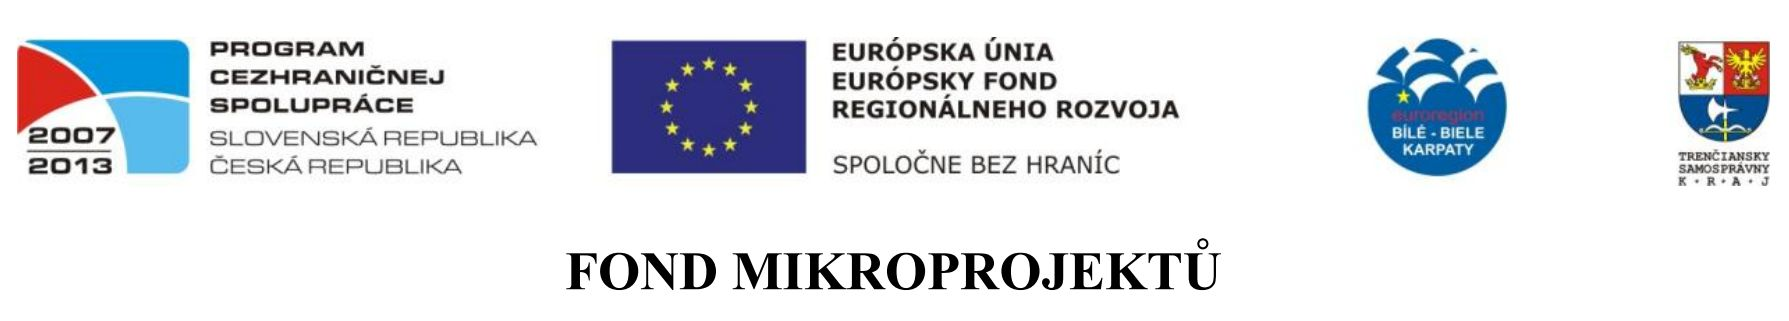 PROGRAM
CEZHRANIČNEJ
SPOLUPRÁCE
SLOVENSKÁ REPUBLIKA
ČESKÁ REPUBLIKA
2007
2013
EURÓPSKA ÚNIA
EURÓPSKY FOND
REGIONÁLNEHO ROZVOJA
SPOLOČNE BEZ HRANÍC
euroregion
BÍLÉ - BIELE
KARPATY
TRENČIANSKY
SAMOSPRÁVNY
K · R · A · J
FOND MIKROPROJEKTŮ